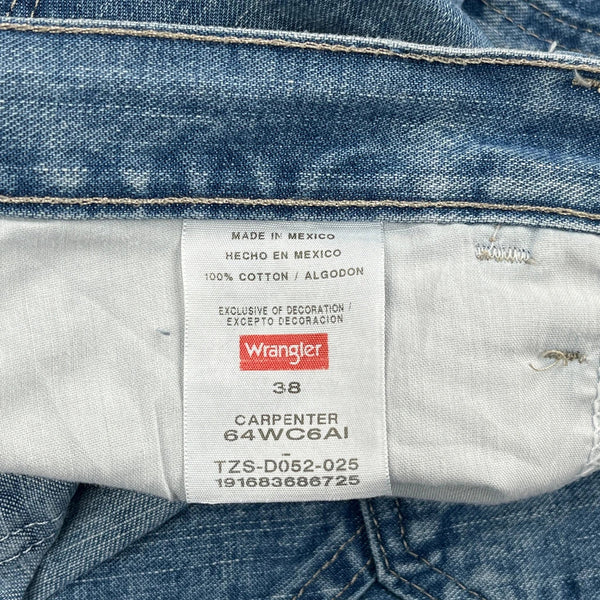 MADE IN MEXICO
HECHO EN MEXICO
100% COTTON / ALGODON
EXCLUSIVE OF DECORATION /
EXCEPTO DECORACION
Wrangler
38
CARPENTER
64WC6AI
-
TZS-D052-025
191683686725